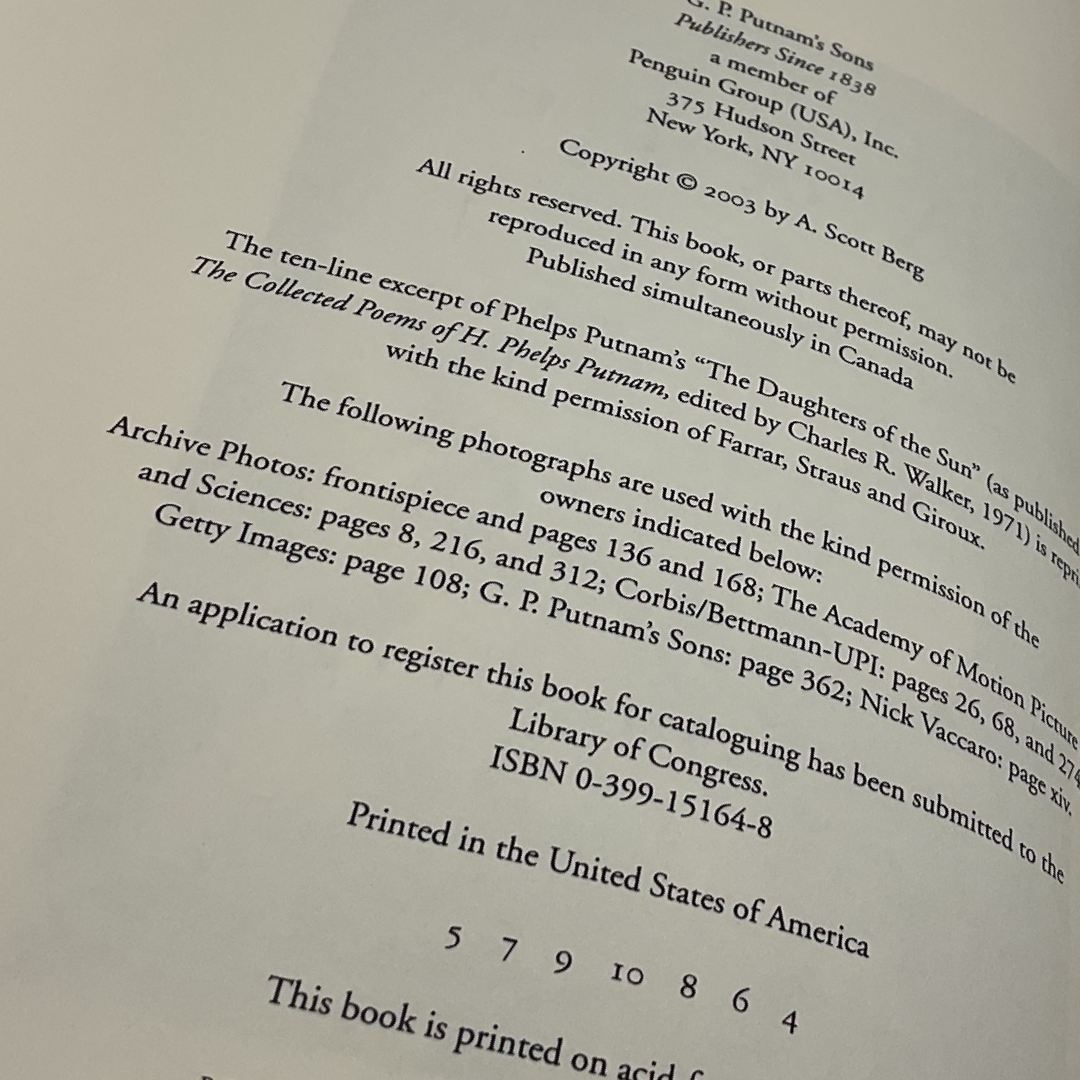 G. P. Putnam's Sons
Publishers Since 1838
a member of
Penguin Group (USA), Inc.
375 Hudson Street
New York, NY 10014
Copyright © 2003 by A. Scott Berg
All rights reserved. This book, or parts thereof, may not be
reproduced in any form without permission.
Published simultaneously in Canada
The ten-line excerpt of Phelps Putnam's “The Daughters of the Sun” (as published
The Collected Poems of H. Phelps Putnam, edited by Charles R. Walker, 1971) is repri
with the kind permission of Farrar, Straus and Giroux.
The following photographs are used with the kind permission of the
owners indicated below:
Archive Photos: frontispiece and pages 136 and 168; The Academy of Motion Picture
and Sciences: pages 8, 216, and 312; Corbis/Bettmann-UPI: pages 26, 68, and 274
Getty Images: page 108; G. P. Putnam's Sons: page 362; Nick Vaccaro: page xiv.
An application to register this book for cataloguing has been submitted to the
Library of Congress.
ISBN 0-399-15164-8
Printed in the United States of America
5 7 9 10 8 6 4
This book is printed on acid f